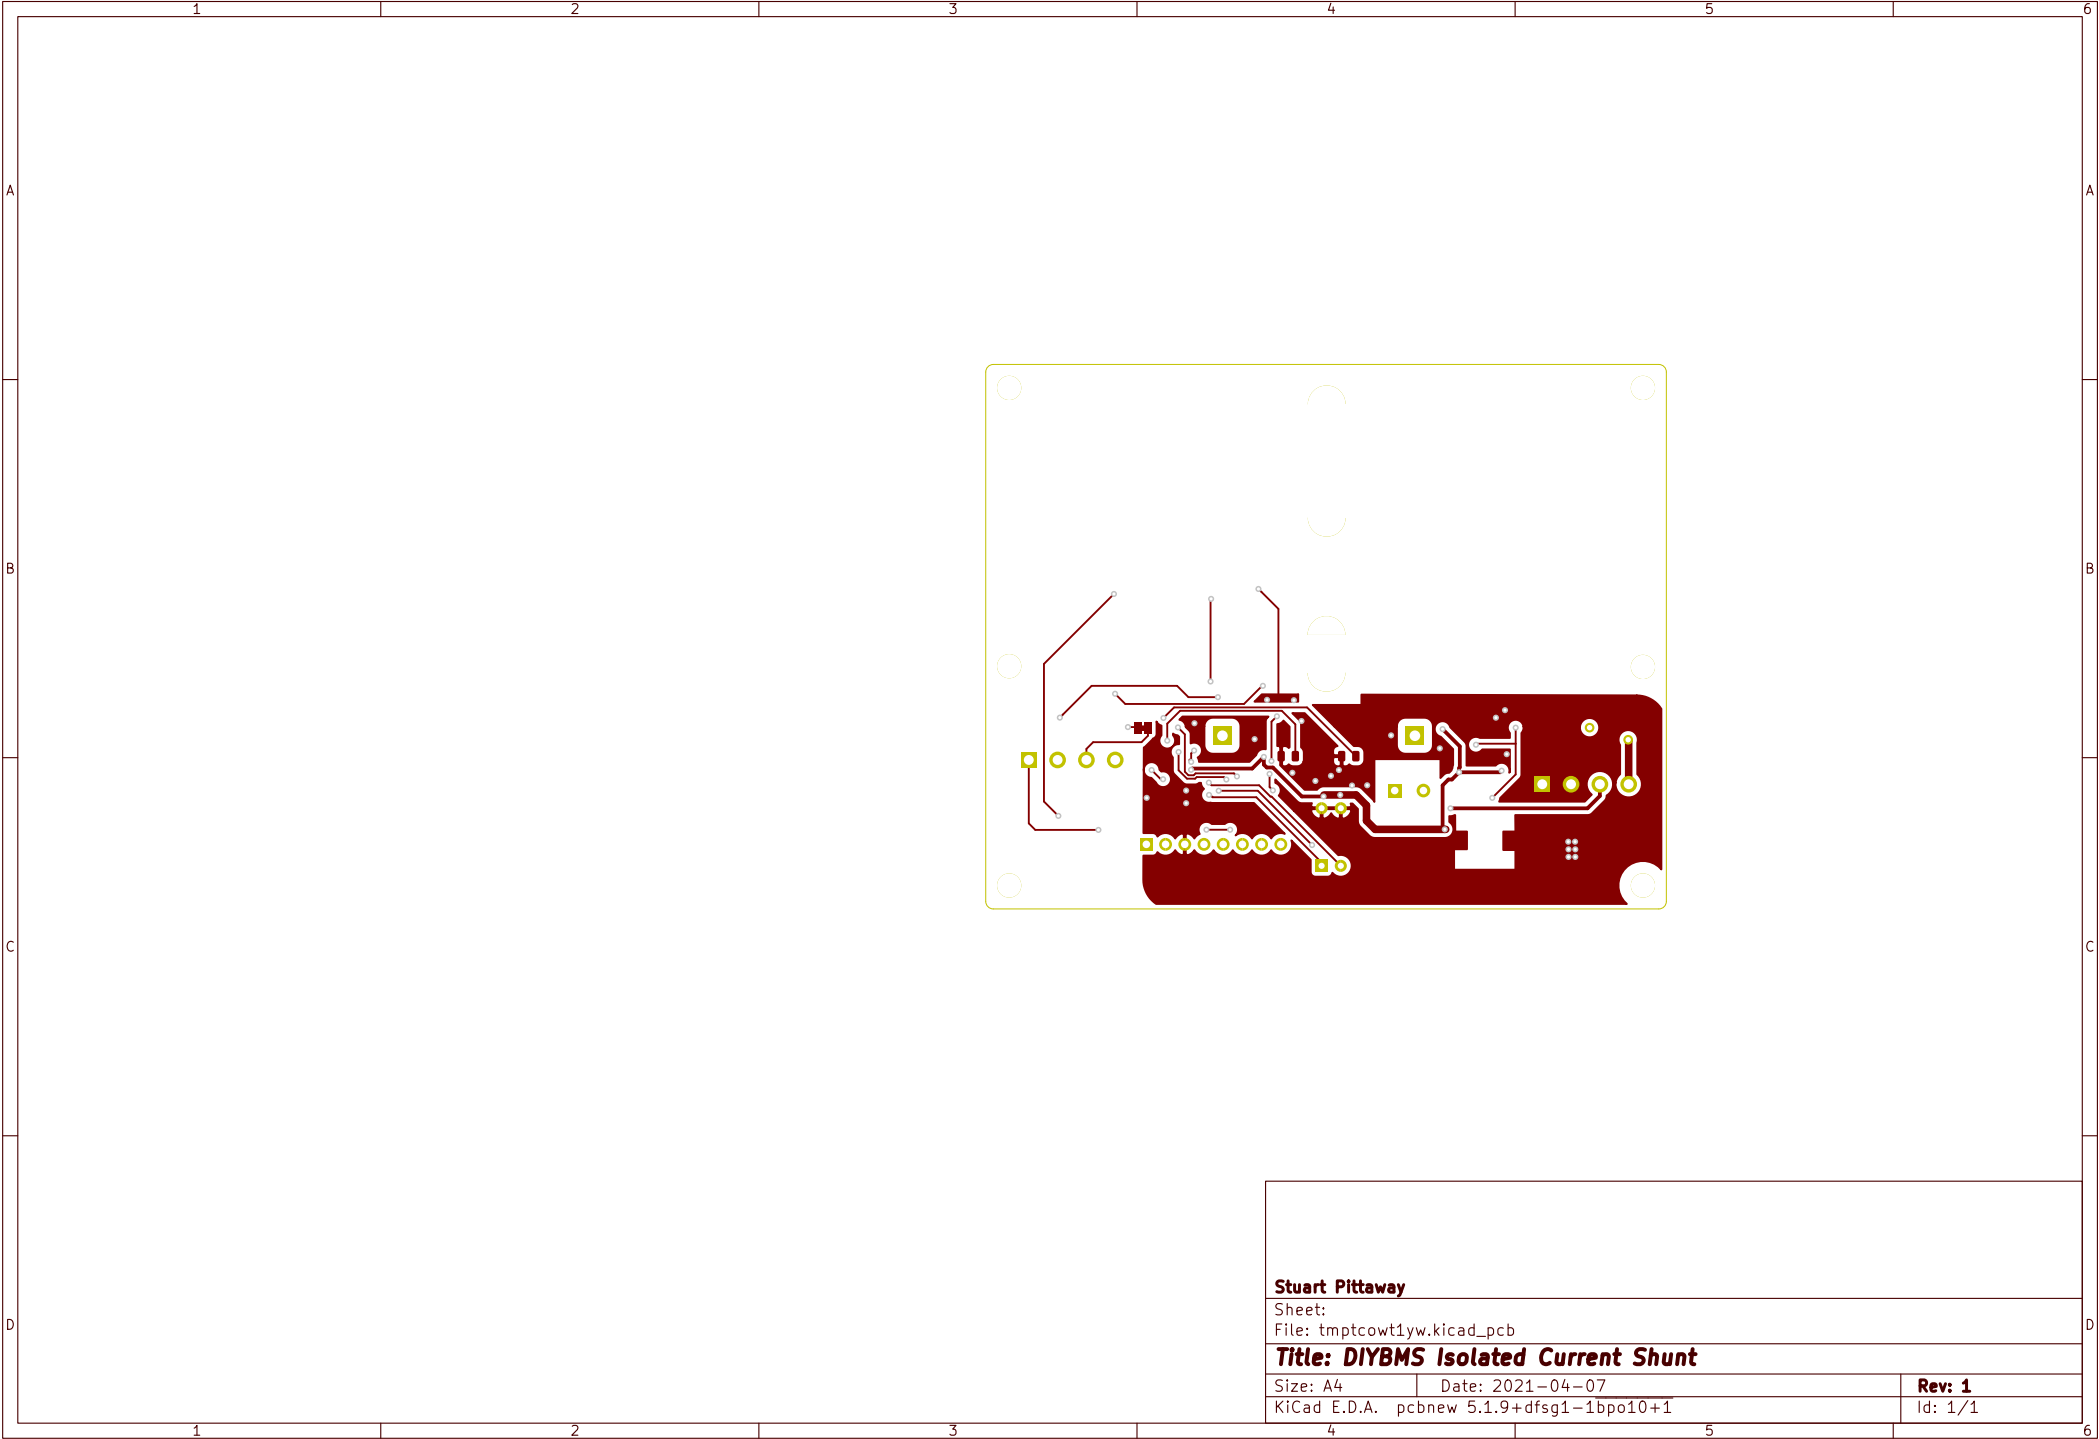 1 2 3 4 5 6
A A
B B
C C
D D
Stuart Pittaway
Sheet:
File: tmptcowt1yw.kicad_pcb
Title: DIYBMS Isolated Current Shunt
Size: A4 Date: 2021-04-07 Rev: 1
KiCad E.D.A. pcbnew 5.1.9+dfsg1-1bpo10+1 Id: 1/1
1 2 3 4 5 6